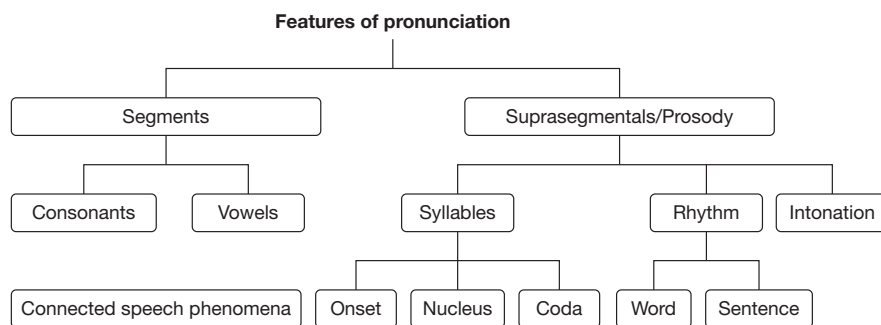 Features of pronunciation
Segments
Suprasegmentals/Prosody
Consonants
Vowels
Syllables
Rhythm
Intonation
Connected speech phenomena
Onset
Nucleus
Coda
Word
Sentence